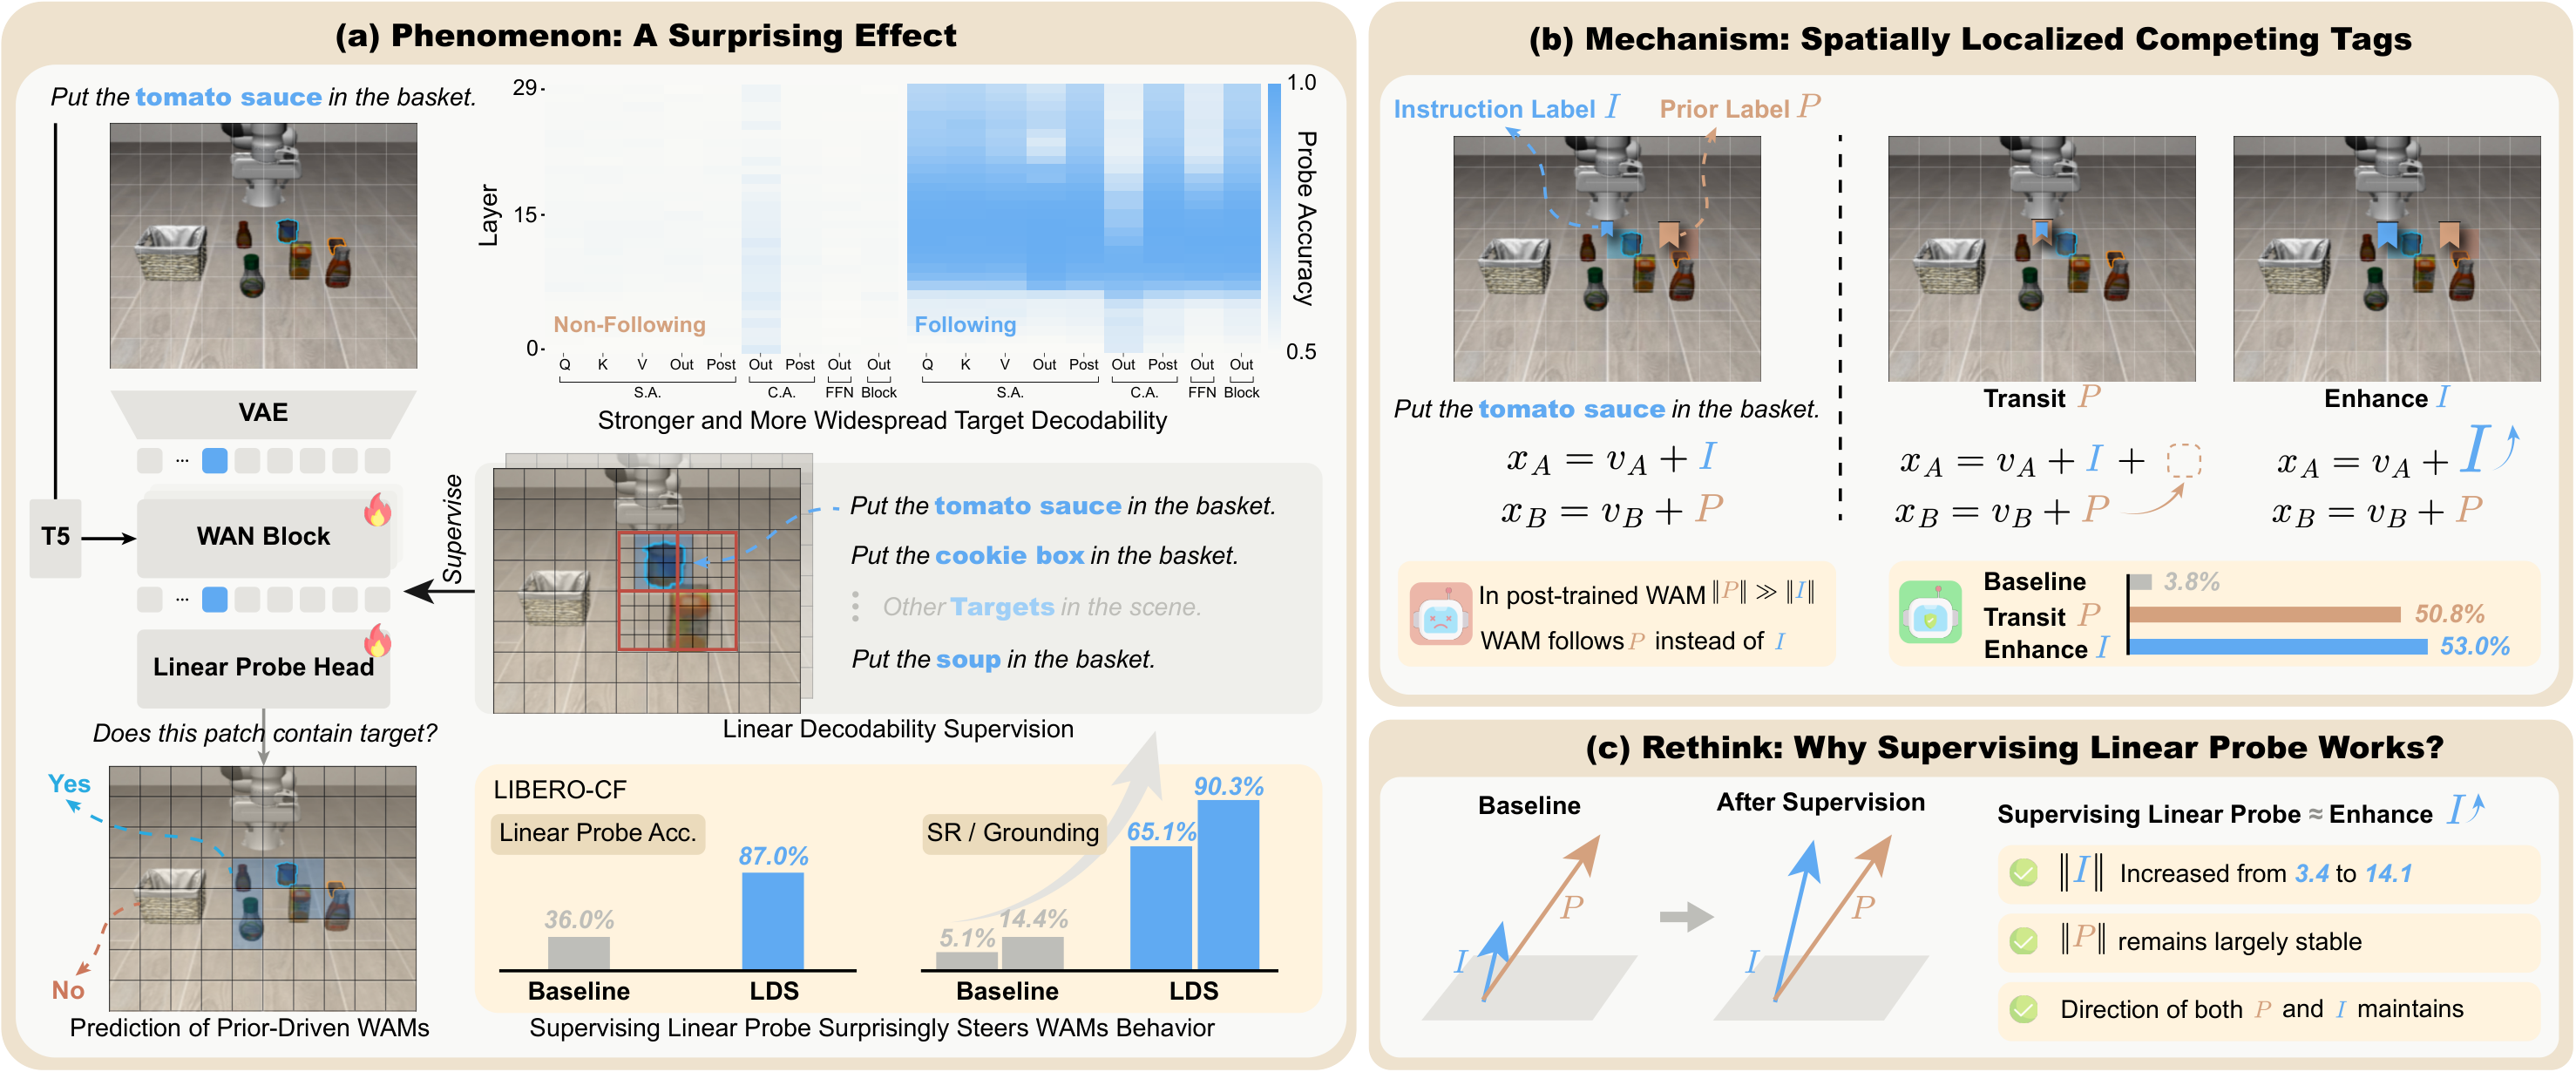 (a) Phenomenon: A Surprising Effect
Put the tomato sauce in the basket.
VAE
...
T5
WAN Block
...
Linear Probe Head
Does this patch contain target?
Yes
No
Prediction of Prior-Driven WAMs
Layer
29
15
0
Non-Following
Following
Q K V Out Post Out Post Out Out
S.A. C.A. FFN Block
Q K V Out Post Out Post Out Out
S.A. C.A. FFN Block
1.0
Probe Accuracy
0.5
Stronger and More Widespread Target Decodability
Supervise
Put the tomato sauce in the basket.
Put the cookie box in the basket.
Other Targets in the scene.
Put the soup in the basket.
Linear Decodability Supervision
LIBERO-CF
Linear Probe Acc.
36.0%
87.0%
Baseline LDS
SR / Grounding
5.1% 14.4%
65.1% 90.3%
Baseline LDS
Supervising Linear Probe Surprisingly Steers WAMs Behavior
(b) Mechanism: Spatially Localized Competing Tags
Instruction Label I Prior Label P
Put the tomato sauce in the basket.
x_A = v_A + I
x_B = v_B + P
In post-trained WAM ‖P‖ ≫ ‖I‖
WAM follows P instead of I
Transit P
x_A = v_A + I +
x_B = v_B + P
Enhance I
x_A = v_A + I
x_B = v_B + P
Baseline 3.8%
Transit P 50.8%
Enhance I 53.0%
(c) Rethink: Why Supervising Linear Probe Works?
Baseline
I P
After Supervision
I P
Supervising Linear Probe ≈ Enhance I
‖I‖ Increased from 3.4 to 14.1
‖P‖ remains largely stable
Direction of both P and I maintains